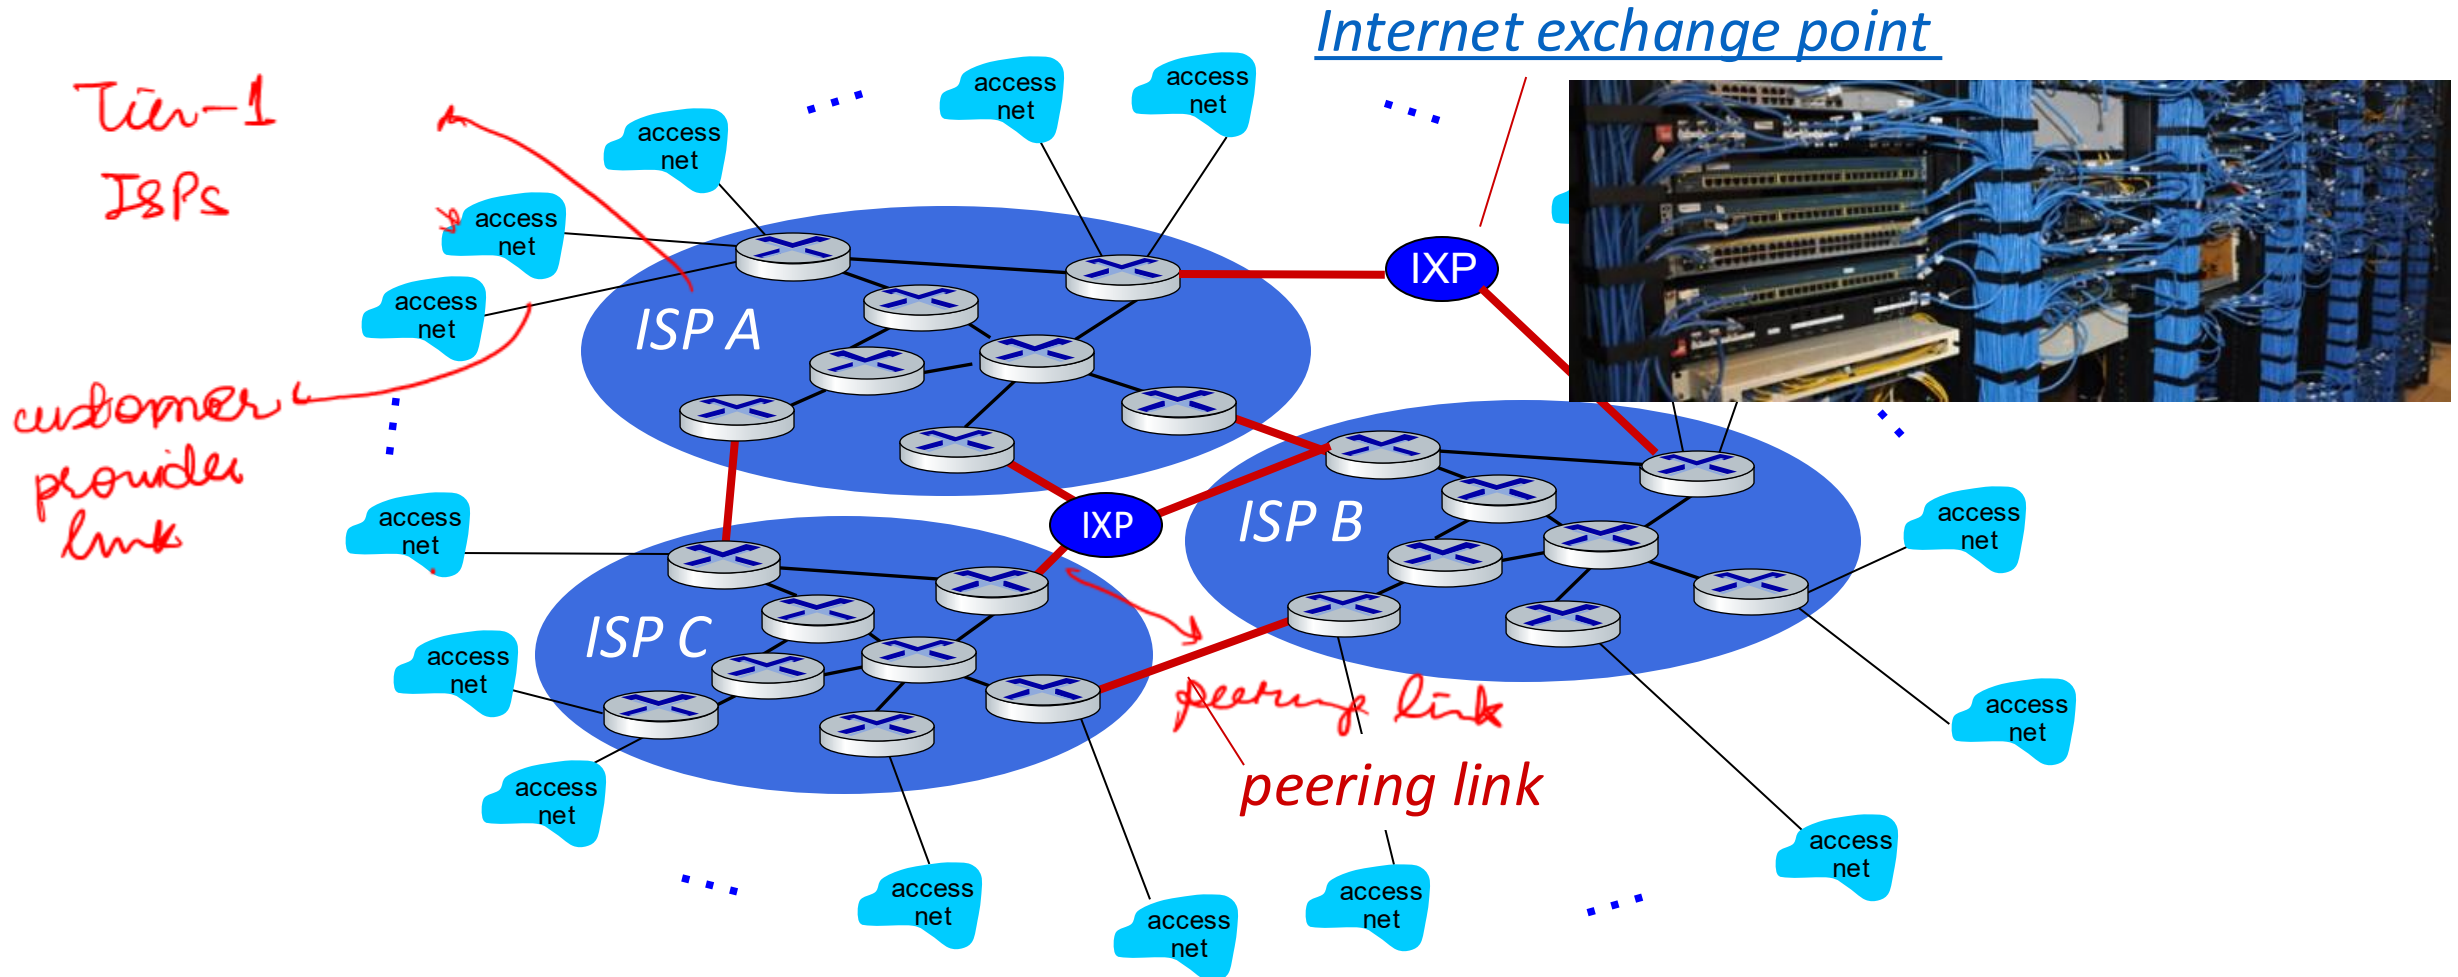 Internet exchange point
Tier-1
ISPs
access
net
access
net
access
net
access
net
access
net
IXP
ISP A
customer
provider
link
access
net
IXP
ISP B
access
net
ISP C
access
net
peering link
access
net
peering link
access
net
access
net
access
net
access
net
access
net